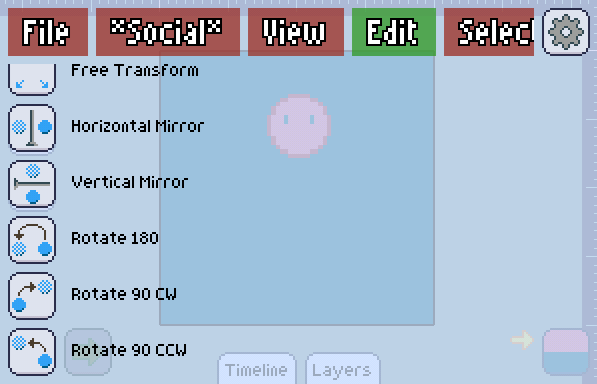 File *Social* View Edit Selec
Free Transform
Horizontal Mirror
Vertical Mirror
Rotate 180
Rotate 90 CW
Rotate 90 CCW
Timeline Layers